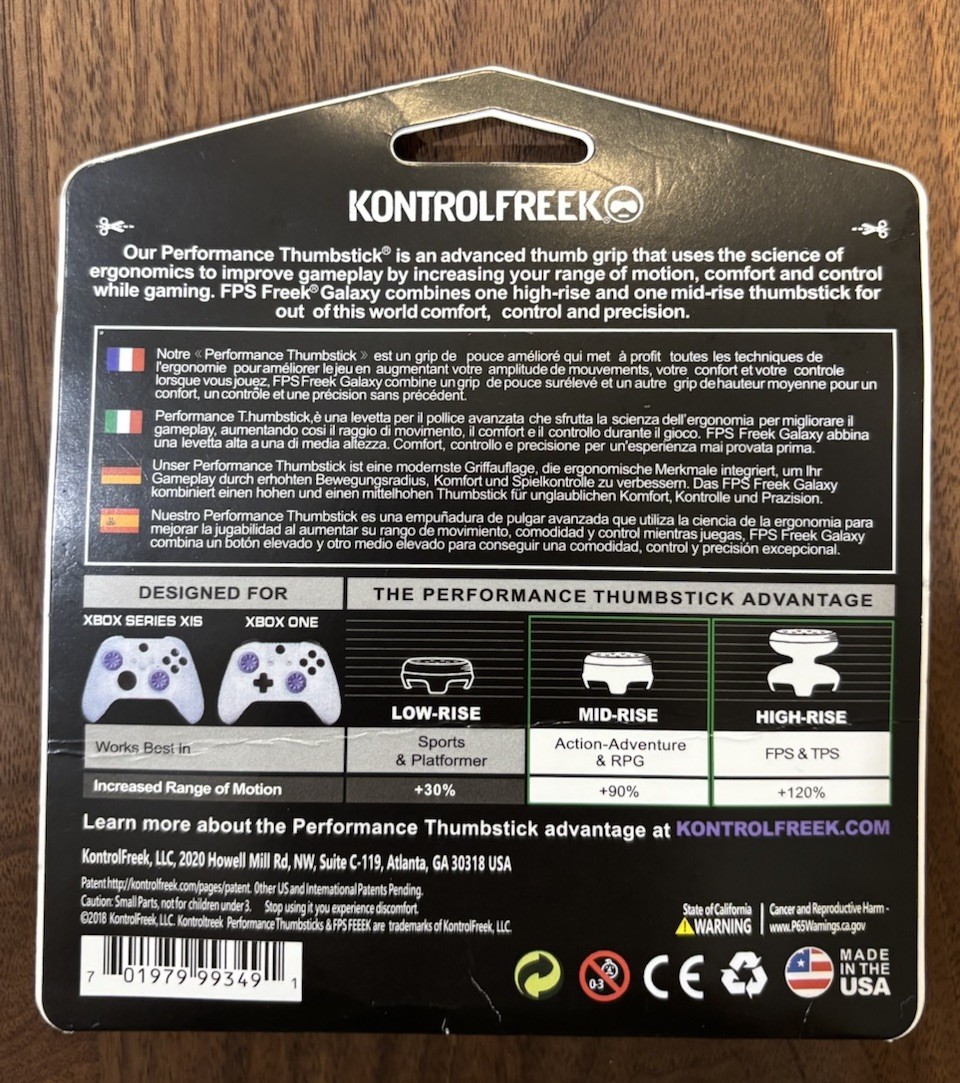 KONTROLFREEK
Our Performance Thumbstick® is an advanced thumb grip that uses the science of
ergonomics to improve gameplay by increasing your range of motion, comfort and control
while gaming. FPS Freek® Galaxy combines one high-rise and one mid-rise thumbstick for
out of this world comfort, control and precision.
Notre « Performance Thumbstick » est un grip de pouce amélioré qui met à profit toutes les techniques de
l'ergonomie pour améliorer le jeu en augmentant votre amplitude de mouvements, votre confort et votre controle
lorsque vous jouez, FPS Freek Galaxy combine un grip de pouce surélevé et un autre grip de hauteur moyenne pour un
confort, un contrôle et une précision sans précédent.
Performance T.humbstick,è una levetta per il pollice avanzata che sfrutta la scienza dell'ergonomia per migliorare il
gameplay, aumentando cosi il raggio di movimento, il comfort e il controllo durante il gioco. FPS Freek Galaxy abbina
una levetta alta a una di media altezza. Comfort, controllo e precisione per un'esperienza mai provata prima.
Unser Performance Thumbstick ist eine modernste Griffauflage, die ergonomische Merkmale integriert, um Ihr
Gameplay durch erhohten Bewegungsradius, Komfort und Spielkontrolle zu verbessern. Das FPS Freek Galaxy
kombiniert einen hohen und einen mittelhohen Thumbstick für unglaublichen Komfort, Kontrolle und Prazision.
Nuestro Performance Thumbstick es una empuñadura de pulgar avanzada que utiliza la ciencia de la ergonomia para
mejorar la jugabilidad al aumentar su rango de movimiento, comodidad y control mientras juegas, FPS Freek Galaxy
combina un botón elevado y otro medio elevado para conseguir una comodidad, control y precisión excepcional.
DESIGNED FOR
THE PERFORMANCE THUMBSTICK ADVANTAGE
XBOX SERIES X|S
XBOX ONE
LOW-RISE
MID-RISE
HIGH-RISE
Works Best in
Sports
& Platformer
Action-Adventure
& RPG
FPS & TPS
Increased Range of Motion
+30%
+90%
+120%
Learn more about the Performance Thumbstick advantage at KONTROLFREEK.COM
KontrolFreek, LLC, 2020 Howell Mill Rd, NW, Suite C-119, Atlanta, GA 30318 USA
Patent http://kontrolfreek.com/pages/patent. Other US and International Patents Pending.
Caution: Small Parts, not for children under 3. Stop using it you experience discomfort.
©2018 KontrolFreek, LLC. Kontroltreek Performance Thumbsticks & FPS FEEEK are trademarks of KontrolFreek, LLC.
State of California
WARNING
Cancer and Reproductive Harm -
www.P65Warnings.ca.gov
7 01979 99349 1
0-3
CE
MADE
IN THE
USA